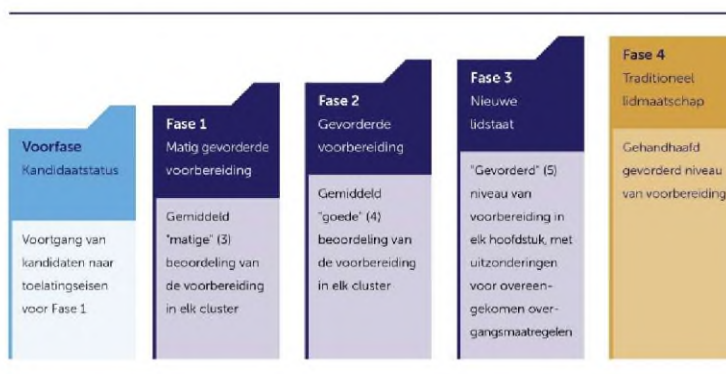 Voorfase
Kandidaatstatus
Voortgang van
kandidaten naar
toelatingseisen
voor Fase 1
Fase 1
Matig gevorderde
voorbereiding
Gemiddeld
"matige" (3)
beoordeling van
de voorbereiding
in elk cluster
Fase 2
Gevorderde
voorbereiding
Gemiddeld
"goede" (4)
beoordeling van
de voorbereiding
in elk cluster
Fase 3
Nieuwe
lidstaat
"Gevorderd" (5)
niveau van
voorbereiding in
elk hoofdstuk, met
uitzonderingen
voor overeen-
gekomen over-
gangsmaatregelen
Fase 4
Traditioneel
lidmaatschap
Gehandhaafd
gevorderd niveau
van voorbereiding